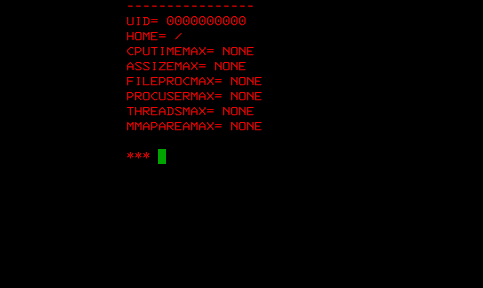 -----------------
UID= 0000000000
HOME= /
CPUTIMEMAX= NONE
ASSIZEMAX= NONE
FILEPROCMAX= NONE
PROCUSERMAX= NONE
THREADSMAX= NONE
MMAPAREAMAX= NONE
***